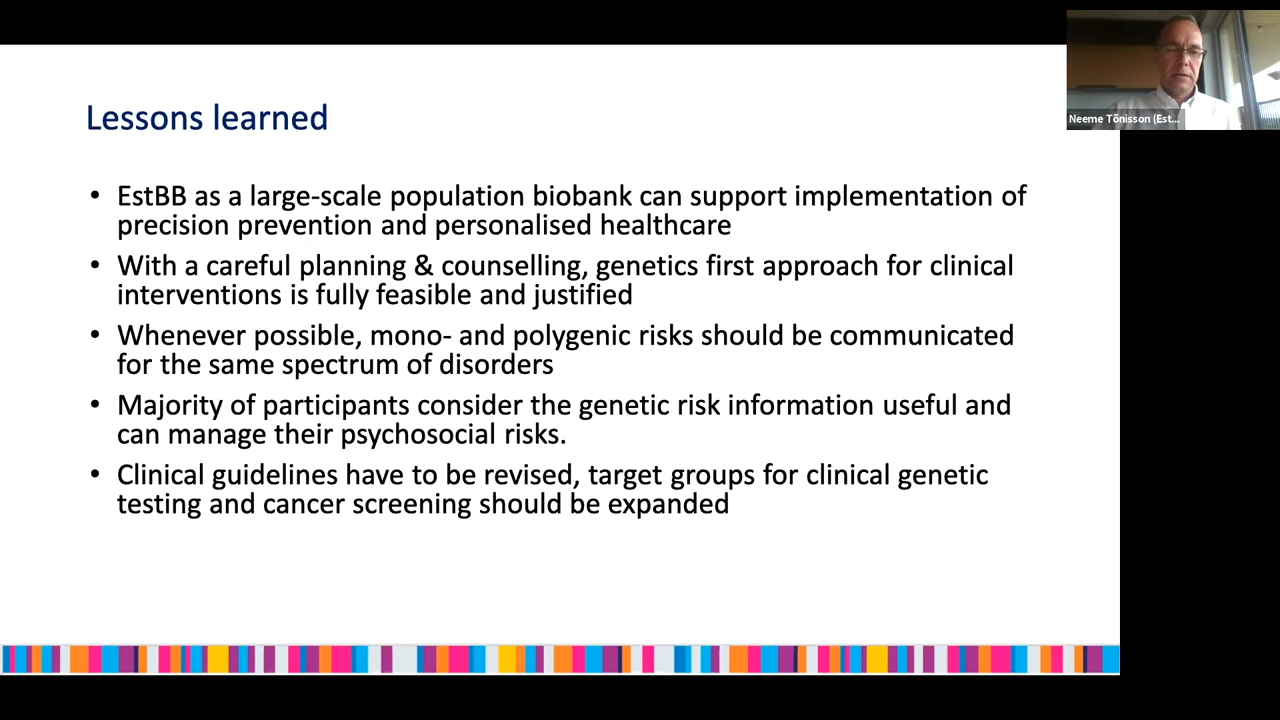 Neeme Tõnisson (Est...
Lessons learned
• EstBB as a large-scale population biobank can support implementation of
precision prevention and personalised healthcare
• With a careful planning & counselling, genetics first approach for clinical
interventions is fully feasible and justified
• Whenever possible, mono- and polygenic risks should be communicated
for the same spectrum of disorders
• Majority of participants consider the genetic risk information useful and
can manage their psychosocial risks.
• Clinical guidelines have to be revised, target groups for clinical genetic
testing and cancer screening should be expanded